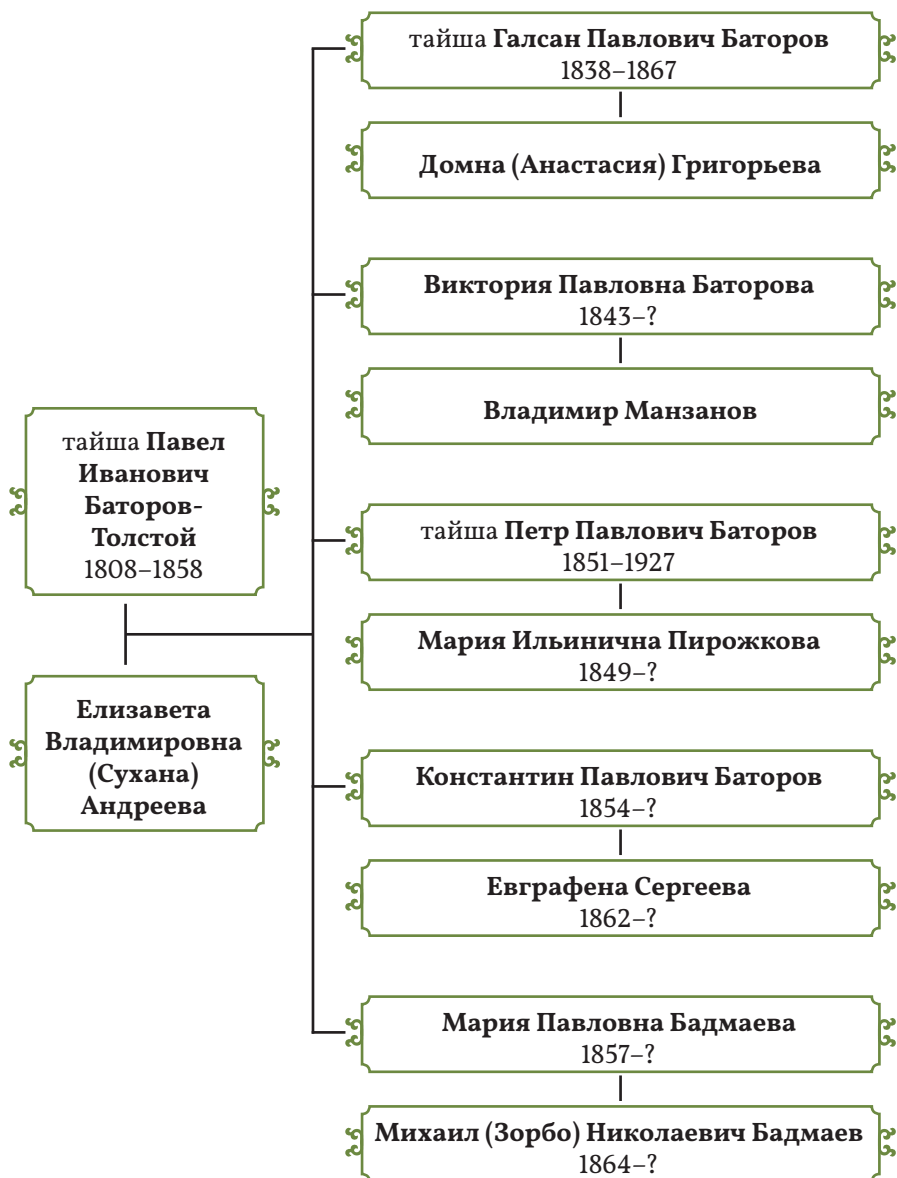 тайша Павел
Иванович
Баторов-
Толстой
1808–1858
Елизавета
Владимировна
(Сухана)
Андреева
тайша Галсан Павлович Баторов
1838–1867
Домна (Анастасия) Григорьева
Виктория Павловна Баторова
1843–?
Владимир Манзанов
тайша Петр Павлович Баторов
1851–1927
Мария Ильинична Пирожкова
1849–?
Константин Павлович Баторов
1854–?
Евграфена Сергеева
1862–?
Мария Павловна Бадмаева
1857–?
Михаил (Зорбо) Николаевич Бадмаев
1864–?